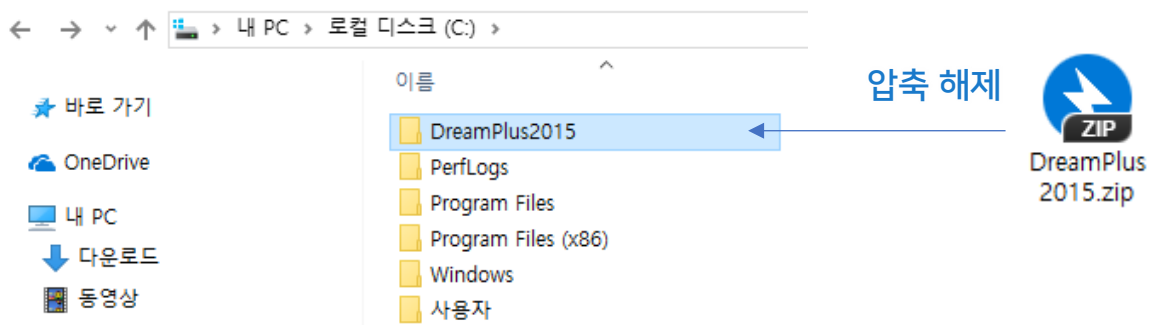 내 PC > 로컬 디스크 (C:) >
이름
바로 가기
OneDrive
내 PC
다운로드
동영상
DreamPlus2015
PerfLogs
Program Files
Program Files (x86)
Windows
사용자
압축 해제
ZIP
DreamPlus
2015.zip